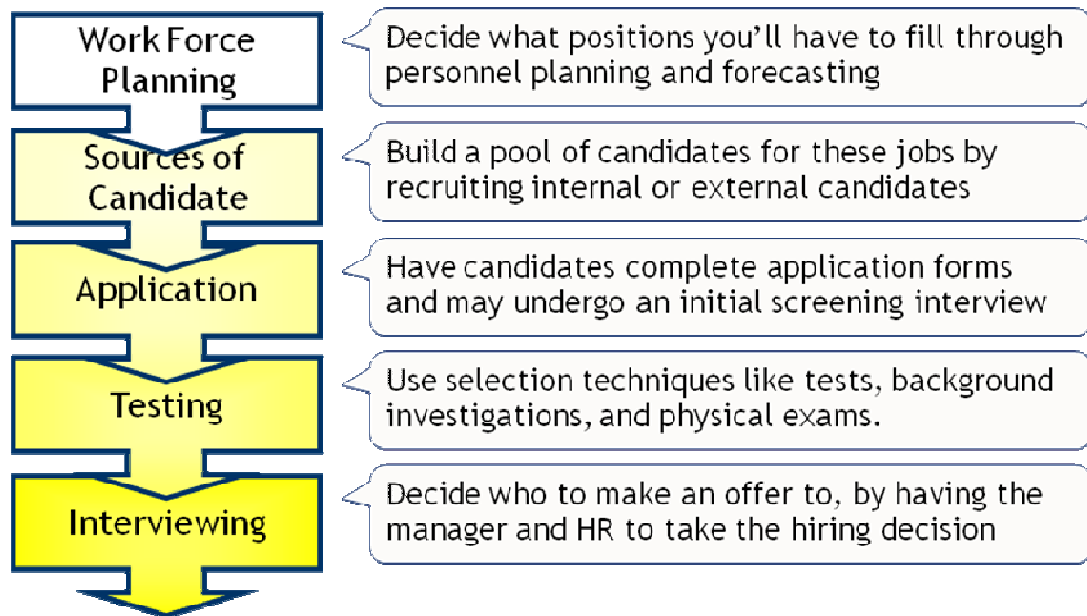 Work Force
Planning
Decide what positions you'll have to fill through
personnel planning and forecasting
Sources of
Candidate
Build a pool of candidates for these jobs by
recruiting internal or external candidates
Application
Have candidates complete application forms
and may undergo an initial screening interview
Testing
Use selection techniques like tests, background
investigations, and physical exams.
Interviewing
Decide who to make an offer to, by having the
manager and HR to take the hiring decision